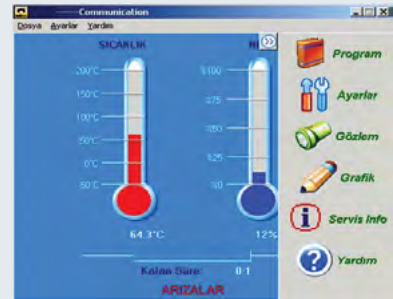 Communication
Dosya Ayarlar Yardım
SICAKLIK
200°C
150°C
100°C
50°C
0°C
50°C
64.3°C
%100
%75
%50
%25
%0
12%
Kalan Süre: 0:1
ARIZALAR
Program
Ayarlar
Gözlem
Grafik
Servis Info
Yardım